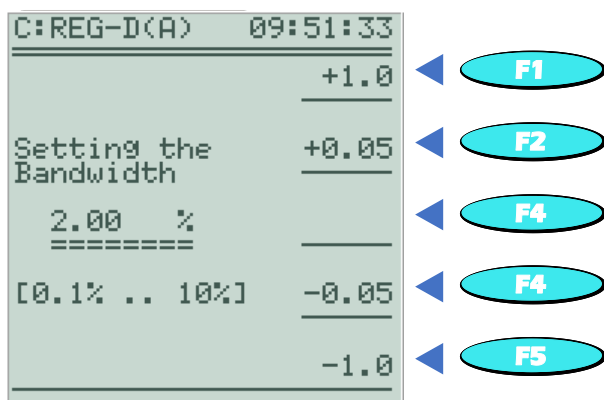 C:REG-D(A) 09:51:33
+1.0 F1
Setting the +0.05 F2
Bandwidth
2.00 % F4
========
[0.1% .. 10%] -0.05 F4
-1.0 F5